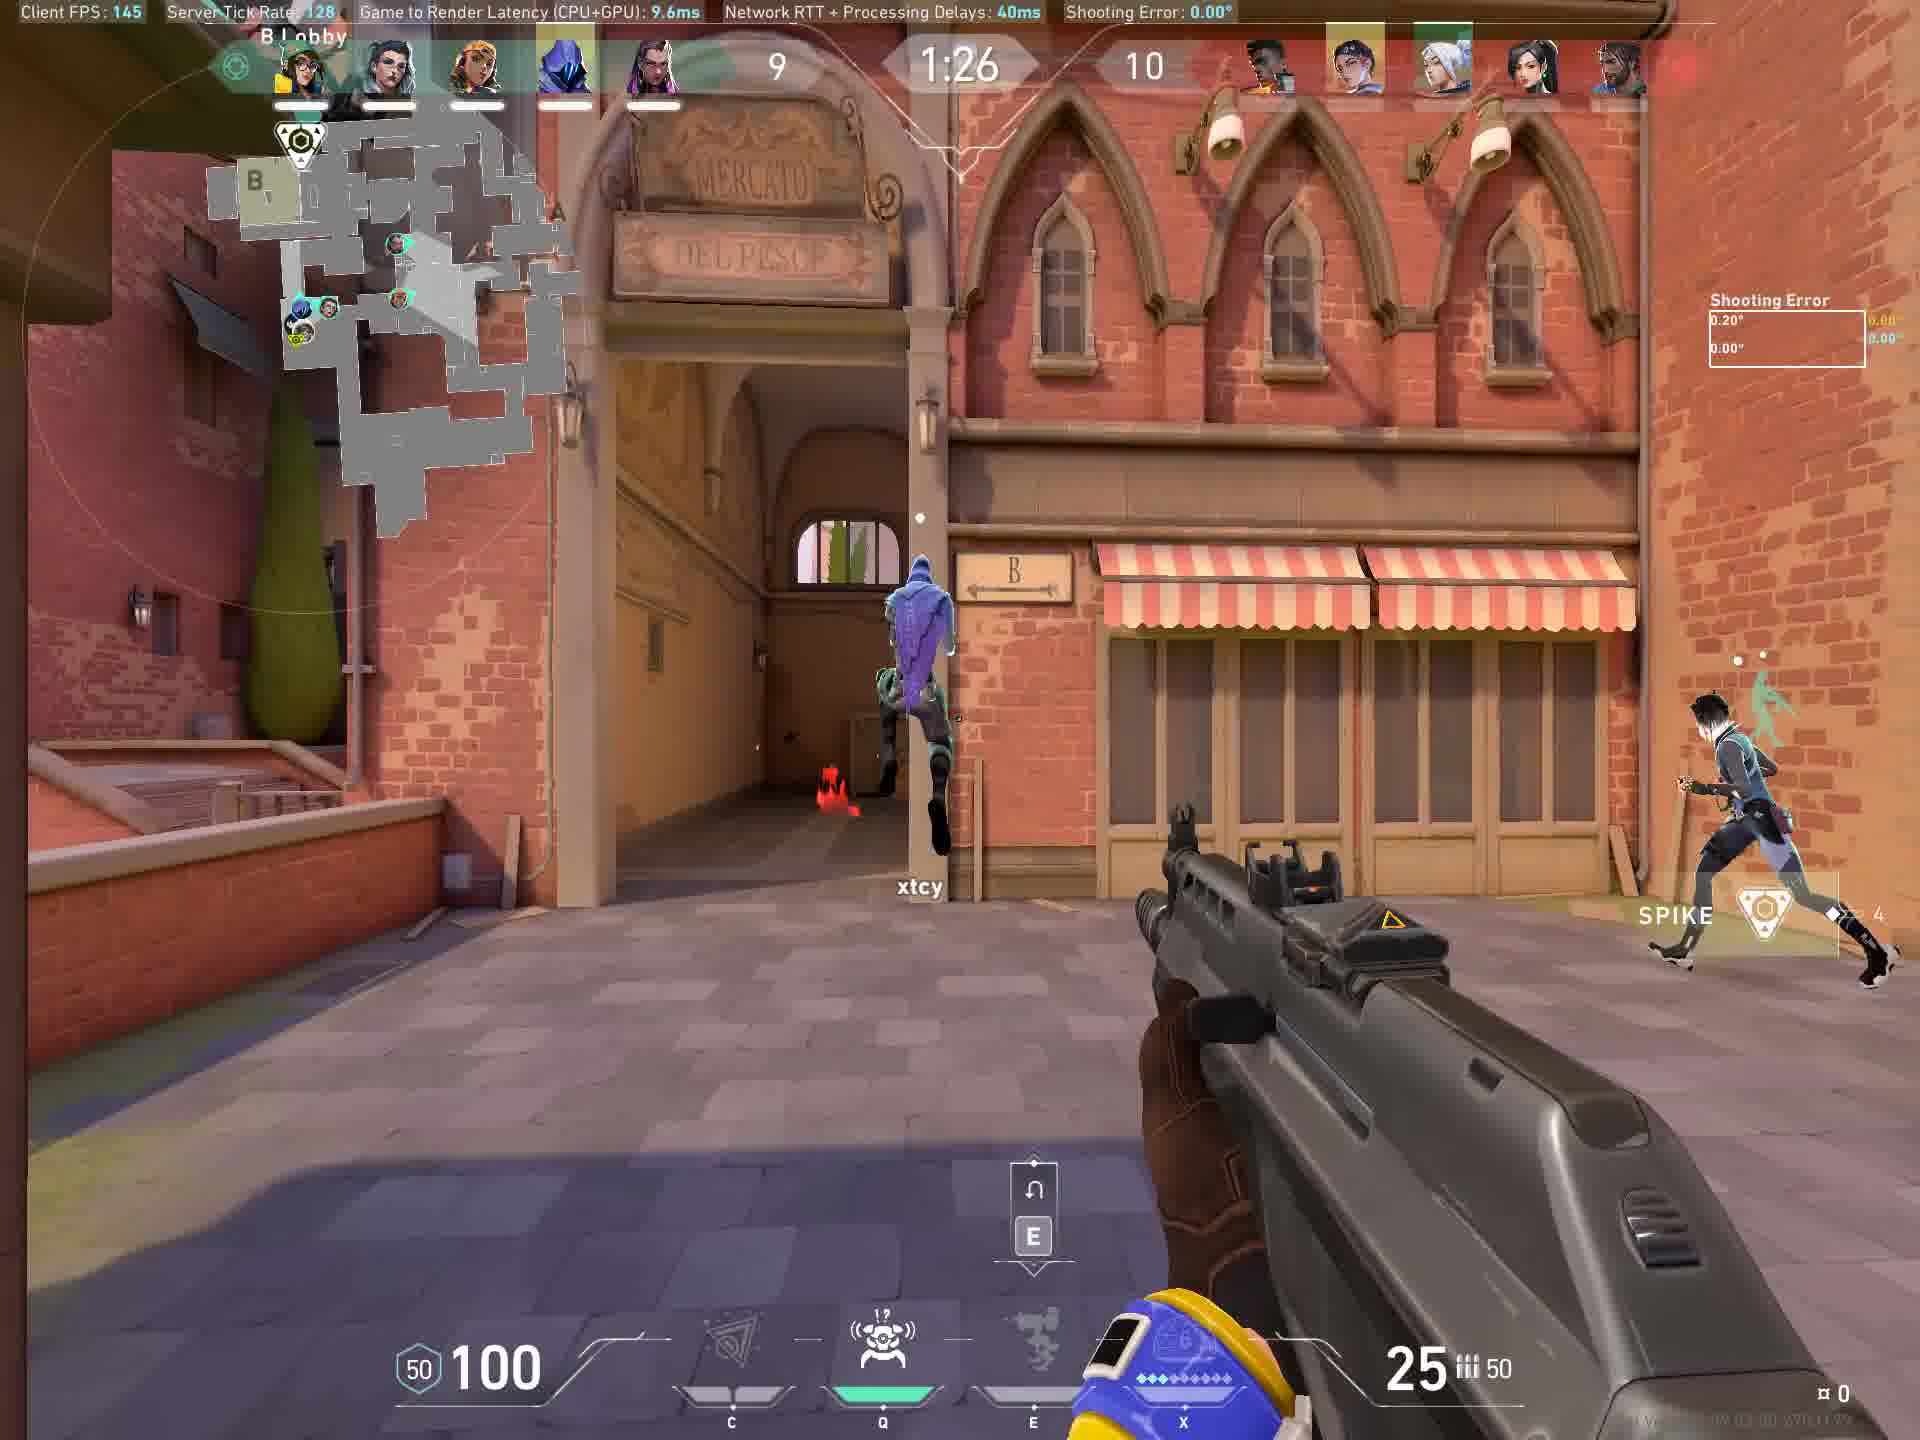 Client FPS: 145 Server Tick Rate: 128 Game to Render Latency (CPU+GPU): 9.6ms Network RTT + Processing Delays: 40ms Shooting Error: 0.00°
B Lobby
9 1:26 10
B
A
MERCATO
DEL PESCE
Shooting Error
0.20° 0.00°
0.00° 0.00°
B
xtcy
SPIKE 4
E
50 100
25 50
¤ 0
C Q E X